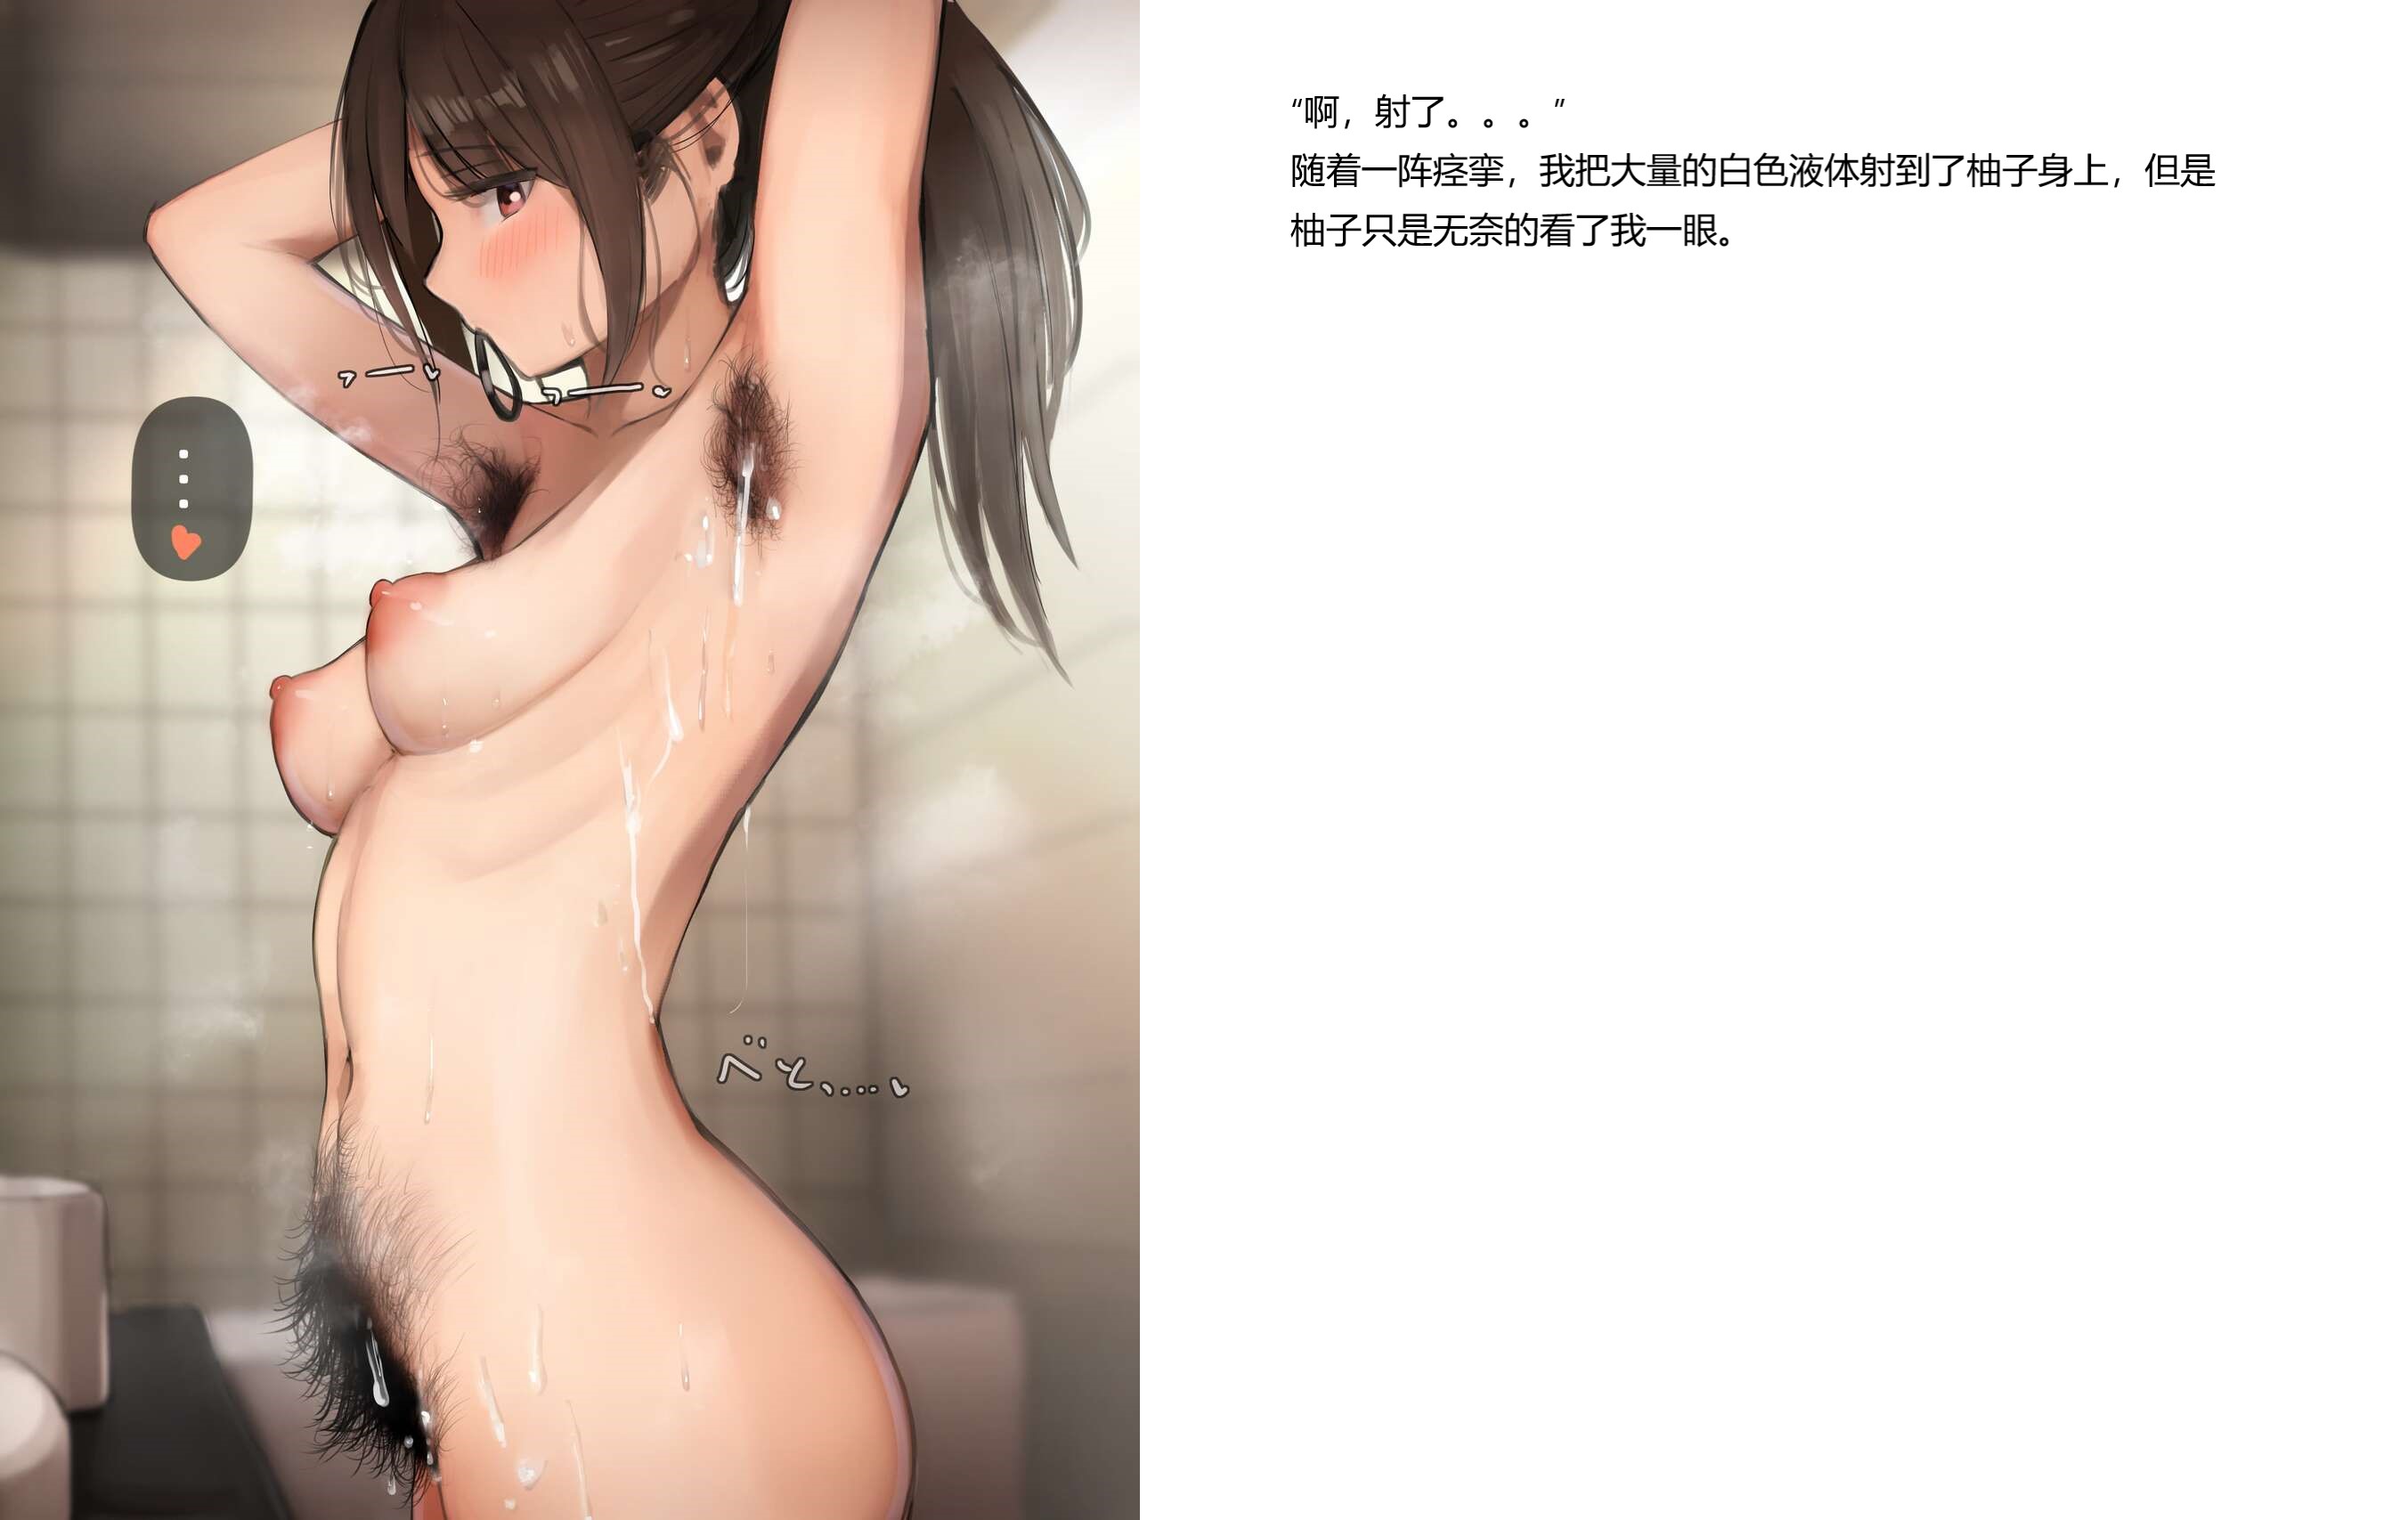 “啊，射了。。。”
随着一阵痉挛，我把大量的白色液体射到了柚子身上，但是
柚子只是无奈的看了我一眼。
べと、....